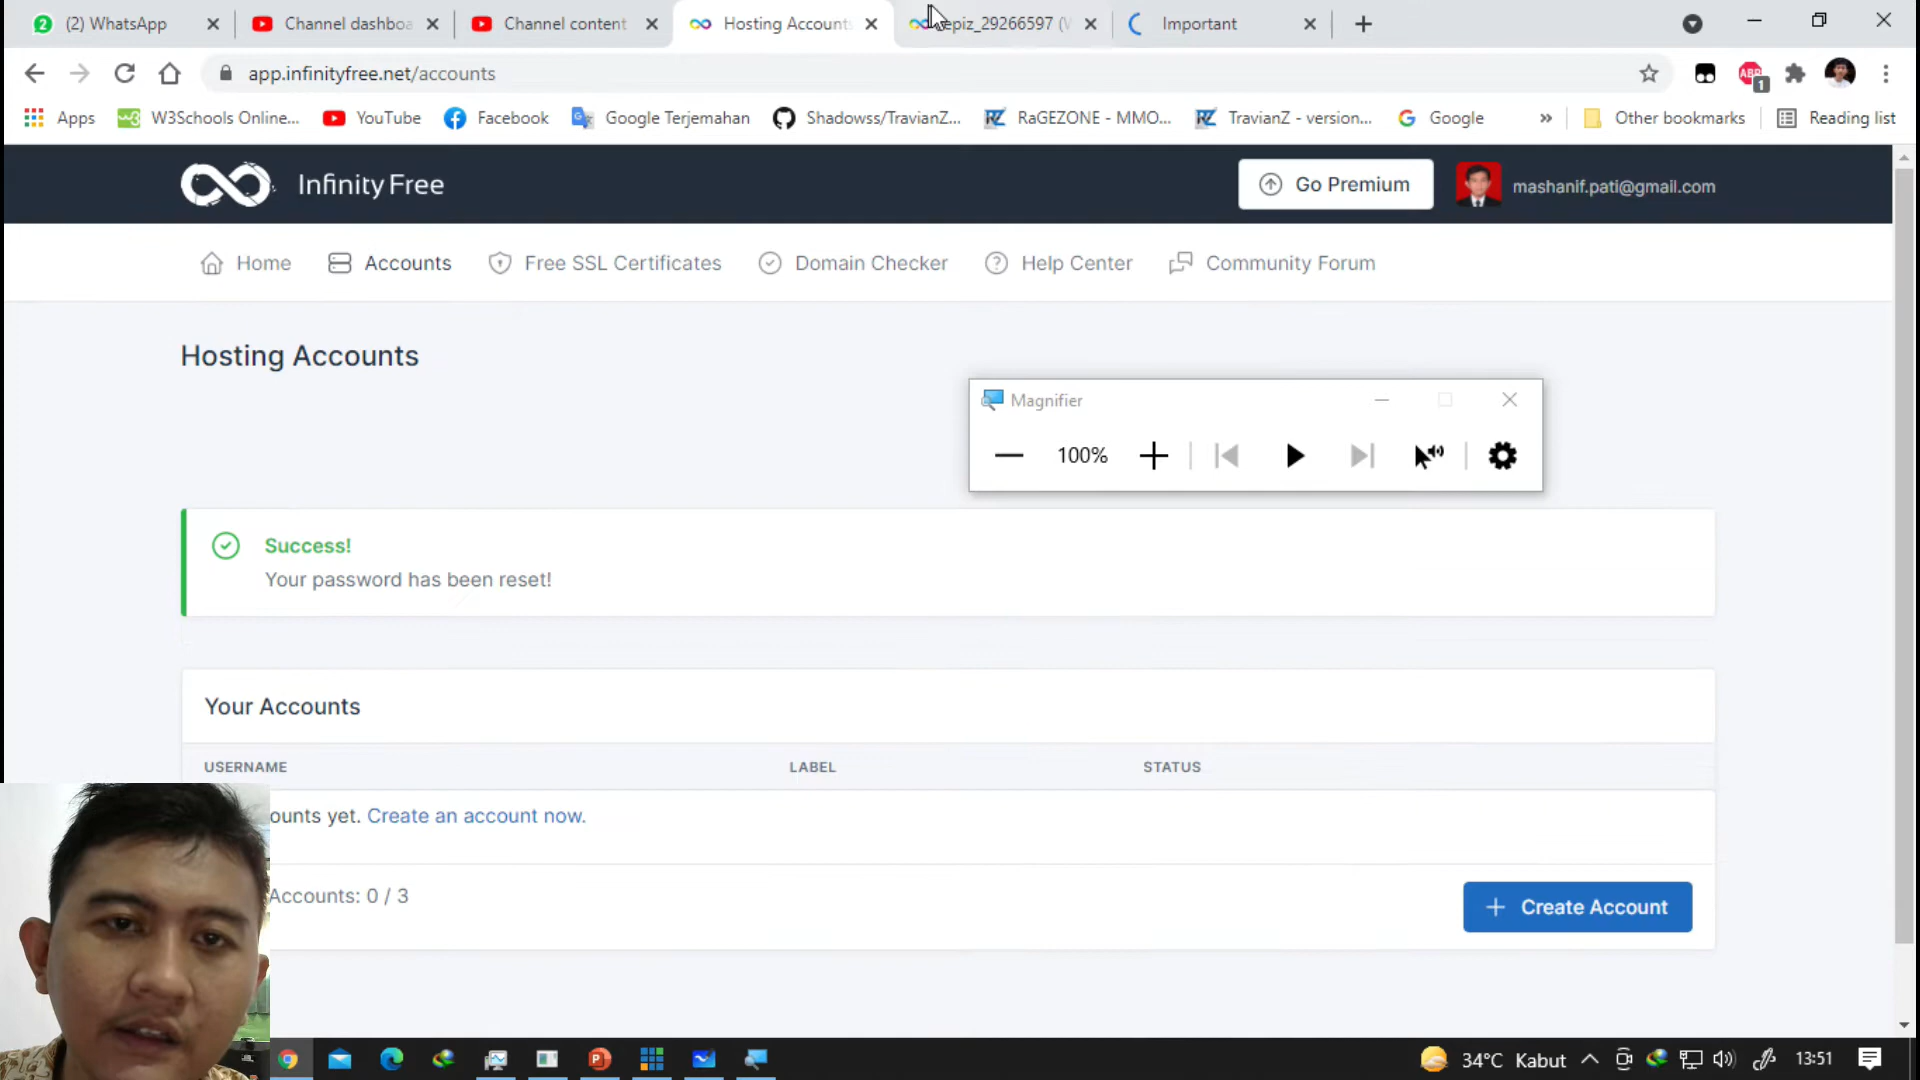 (2) WhatsApp
Channel dashboa
Channel content
Hosting Accounts
epiz_29266597 (
Important
app.infinityfree.net/accounts
ABP
1
Apps
W3Schools Online...
YouTube
Facebook
Google Terjemahan
Shadowss/TravianZ...
RaGEZONE - MMO...
TravianZ - version...
Google
»
Other bookmarks
Reading list
Infinity Free
Go Premium
mashanif.pati@gmail.com
Home
Accounts
Free SSL Certificates
Domain Checker
Help Center
Community Forum
Hosting Accounts
Magnifier
100%
Success!
Your password has been reset!
Your Accounts
USERNAME
LABEL
STATUS
ounts yet. Create an account now.
Accounts: 0 / 3
Create Account
34°C Kabut
13:51